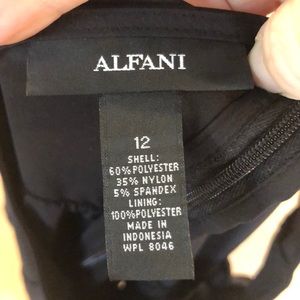 ALFANI
12
SHELL:
60%POLYESTER
35% NYLON
5% SPANDEX
LINING:
100%POLYESTER
MADE IN
INDONESIA
WPL 8046